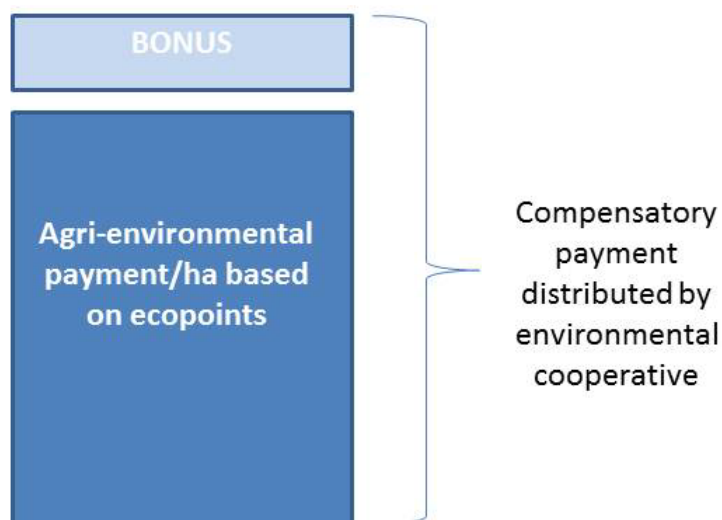 BONUS
Agri-environmental
payment/ha based
on ecopoints
Compensatory
payment
distributed by
environmental
cooperative